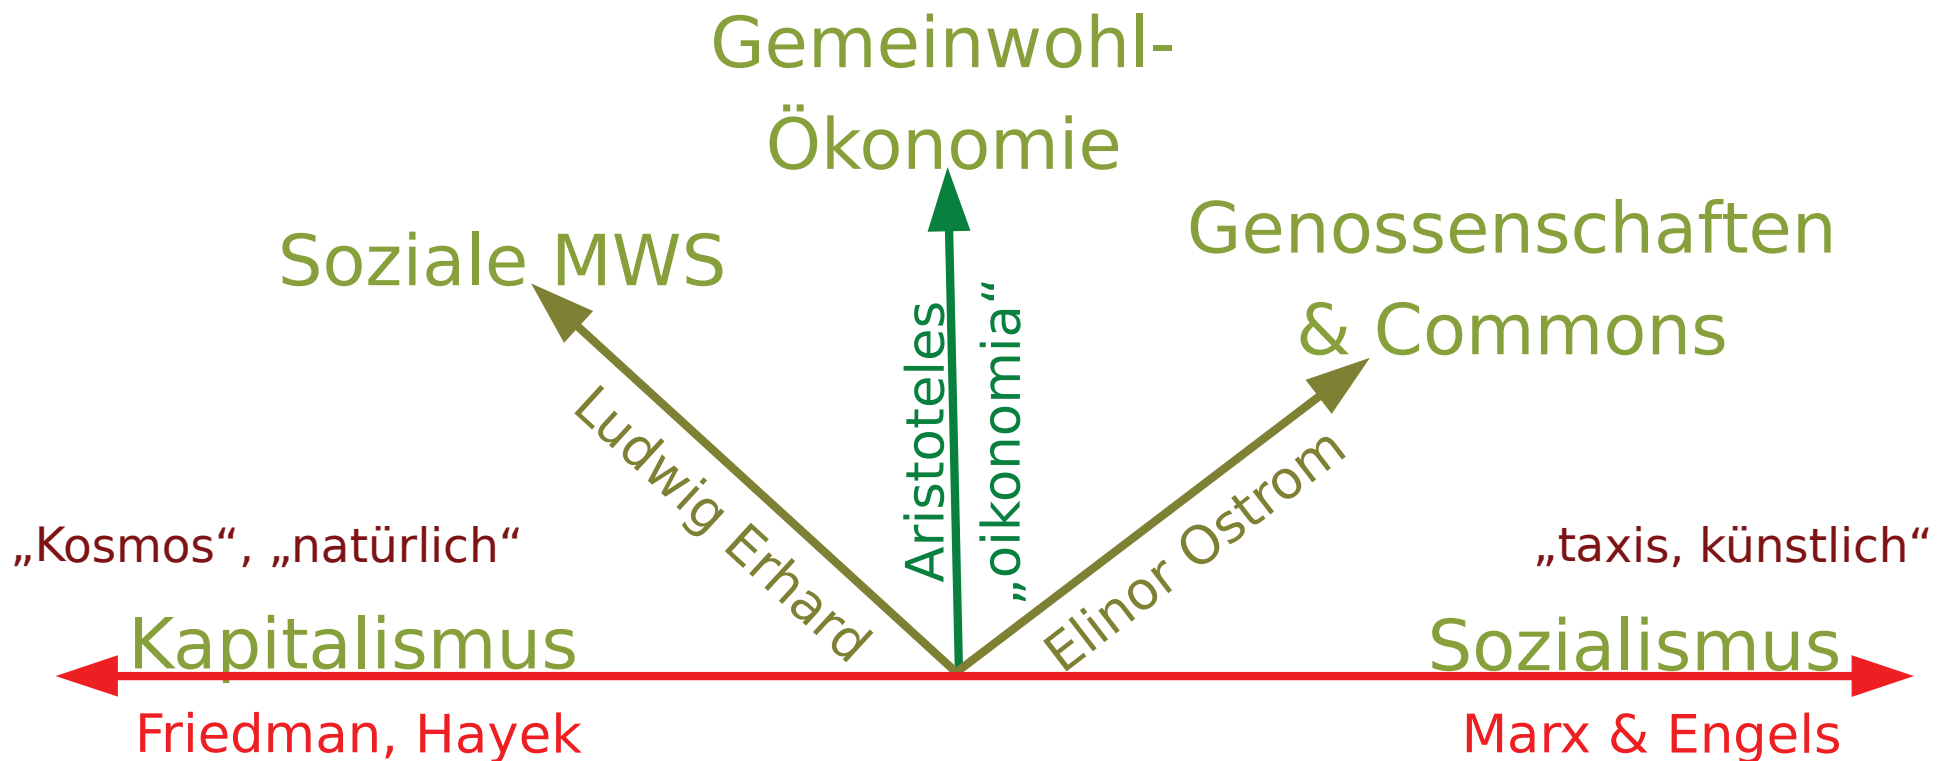 Gemeinwohl-
Ökonomie
Soziale MWS
Genossenschaften
& Commons
Ludwig Erhard
Aristoteles
„oikonomia“
Elinor Ostrom
„Kosmos“, „natürlich“
„taxis, künstlich“
Kapitalismus
Sozialismus
Friedman, Hayek
Marx & Engels